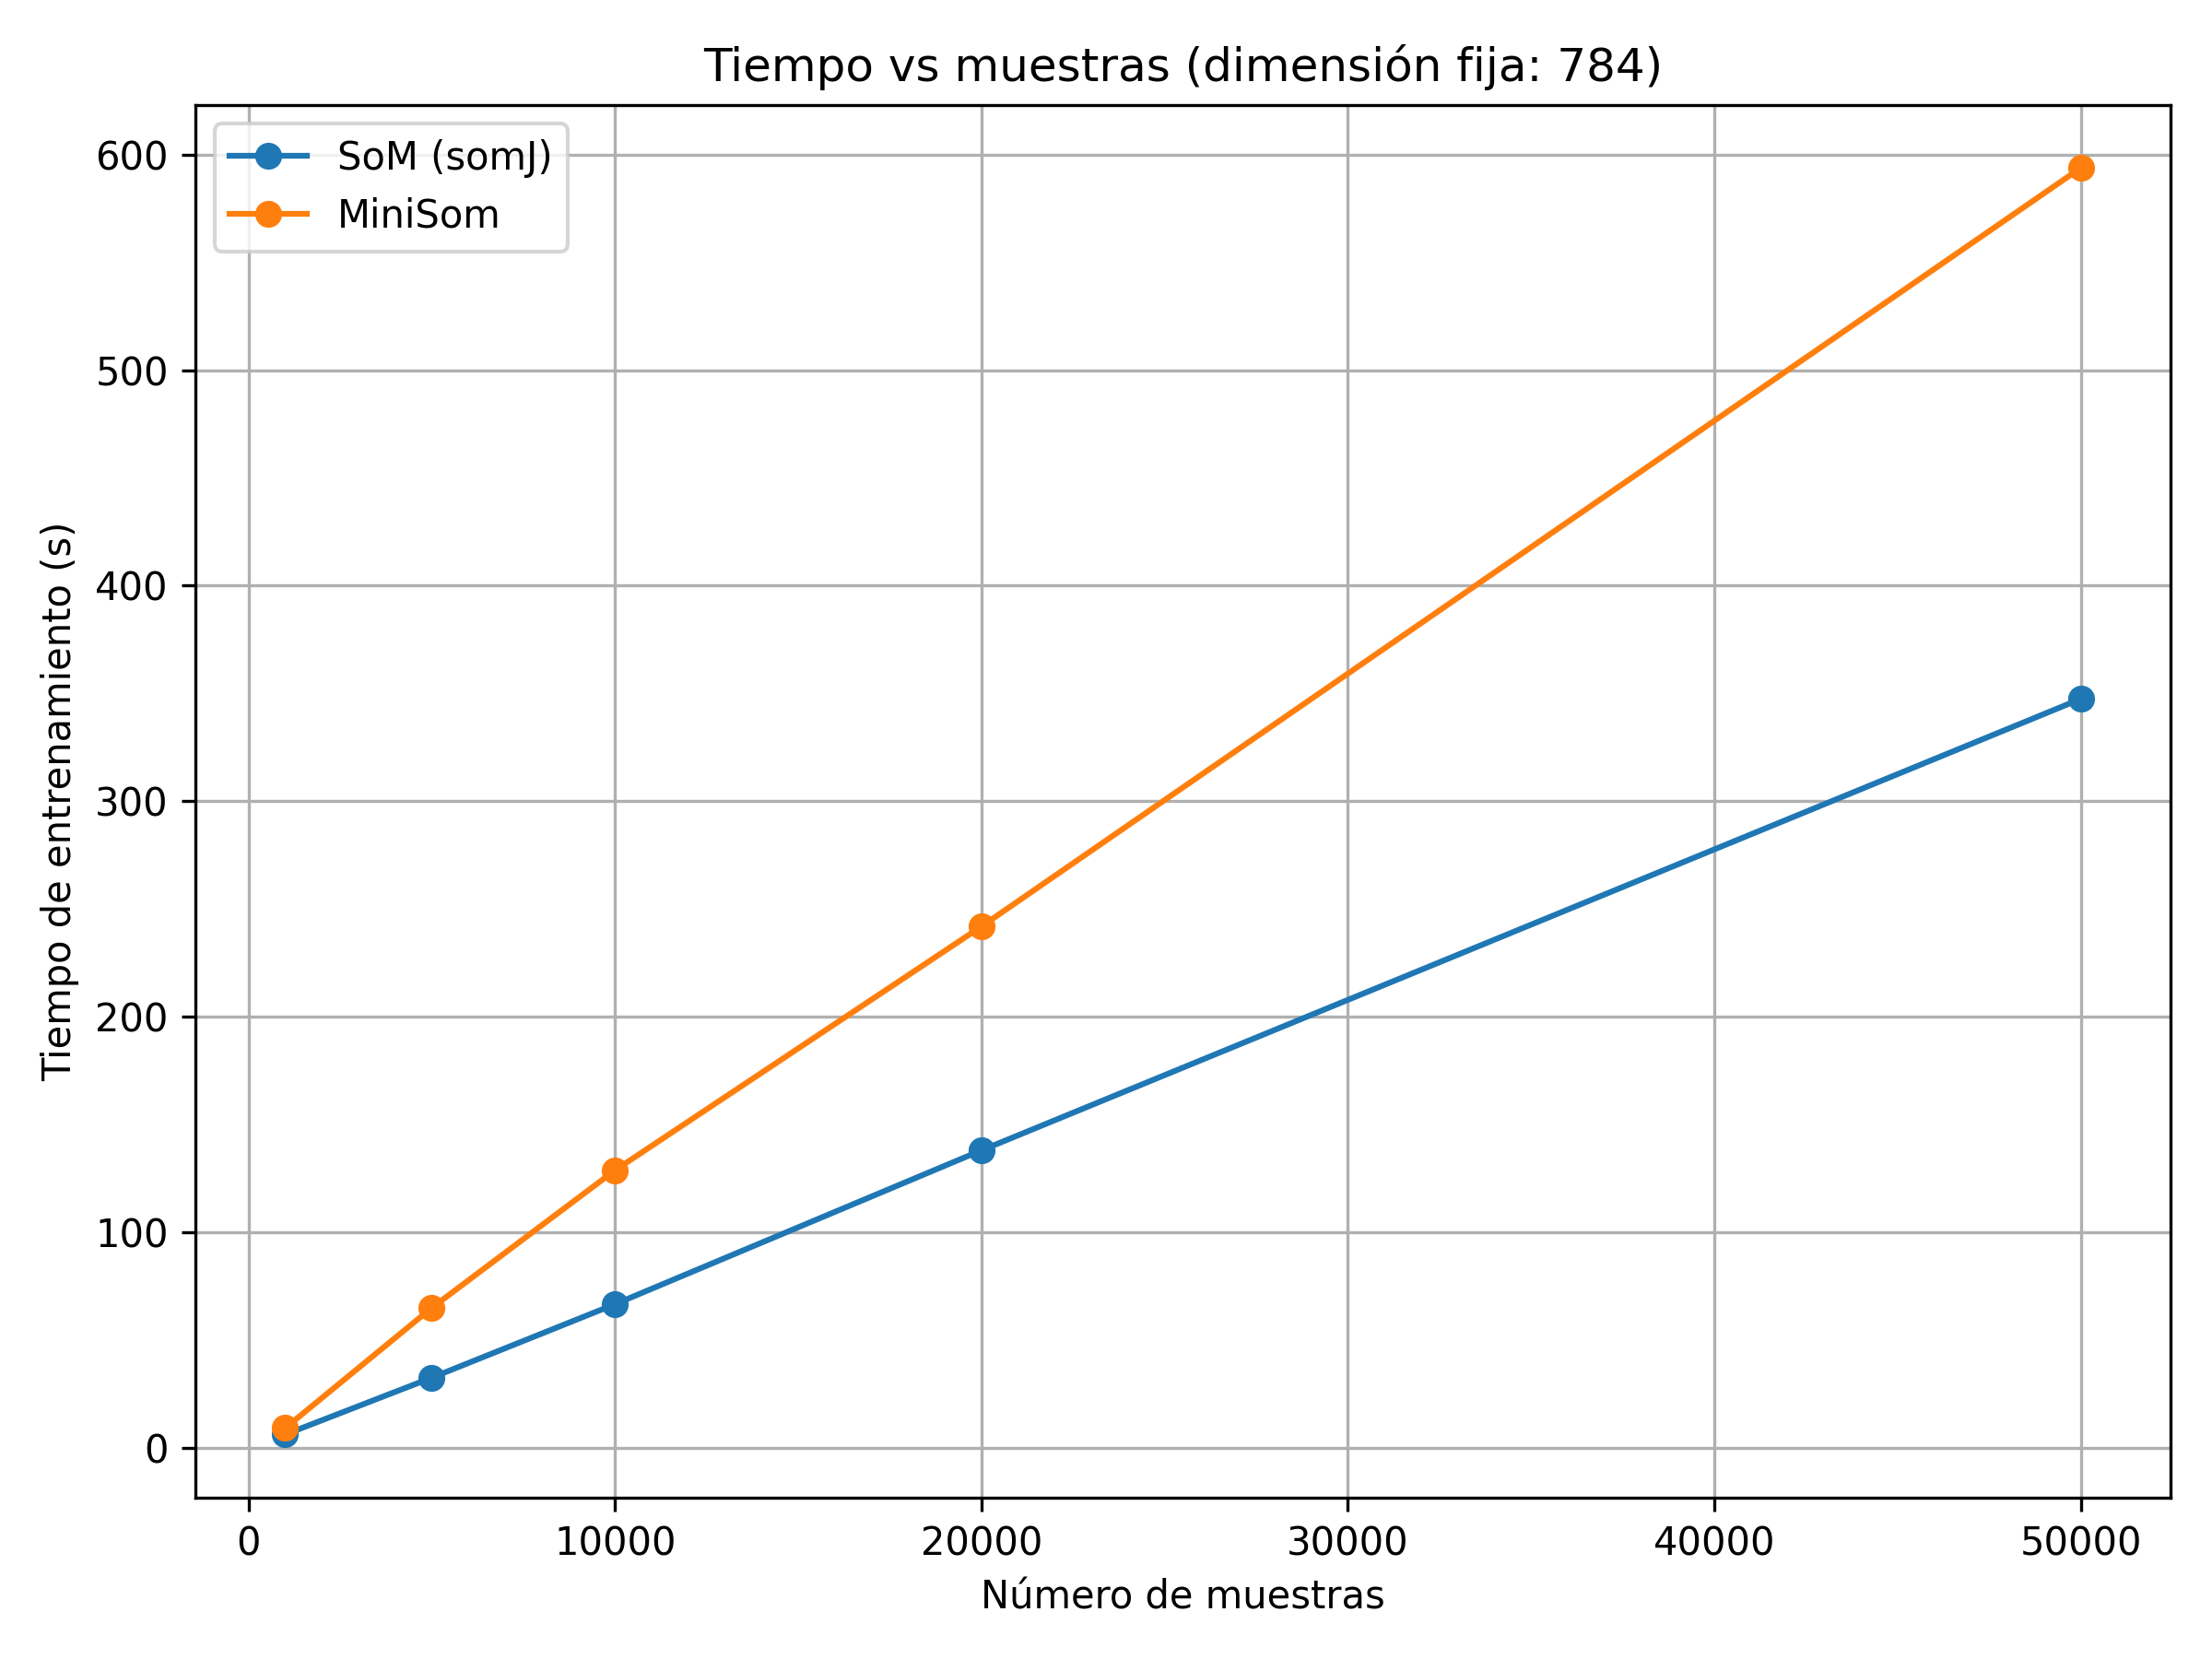 Tiempo vs muestras (dimensión fija: 784)
SoM (somJ)
MiniSom
600
500
400
300
200
100
0
Tiempo de entrenamiento (s)
0 10000 20000 30000 40000 50000
Número de muestras